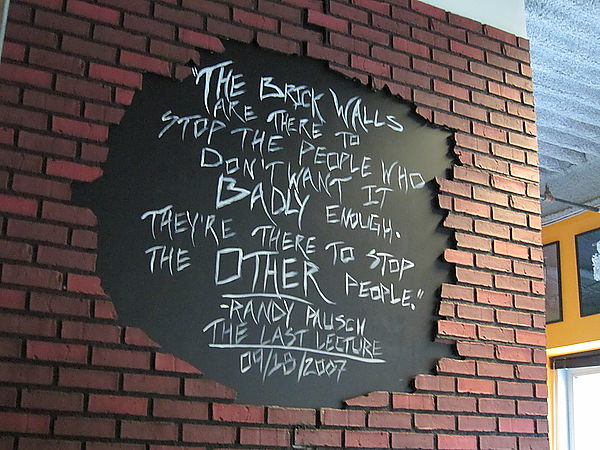 "THE BRICK WALLS
ARE THERE TO
STOP THE PEOPLE WHO
DON'T WANT IT
BADLY ENOUGH.
THEY'RE THERE TO STOP
THE OTHER PEOPLE."
-RANDY PAUSCH
THE LAST LECTURE
09/18/2007